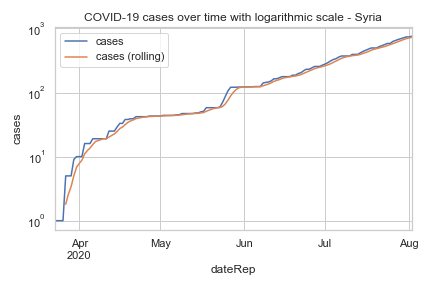 COVID-19 cases over time with logarithmic scale - Syria
cases
cases (rolling)
10³
10²
10¹
10⁰
cases
Apr
2020
May
Jun
Jul
Aug
dateRep